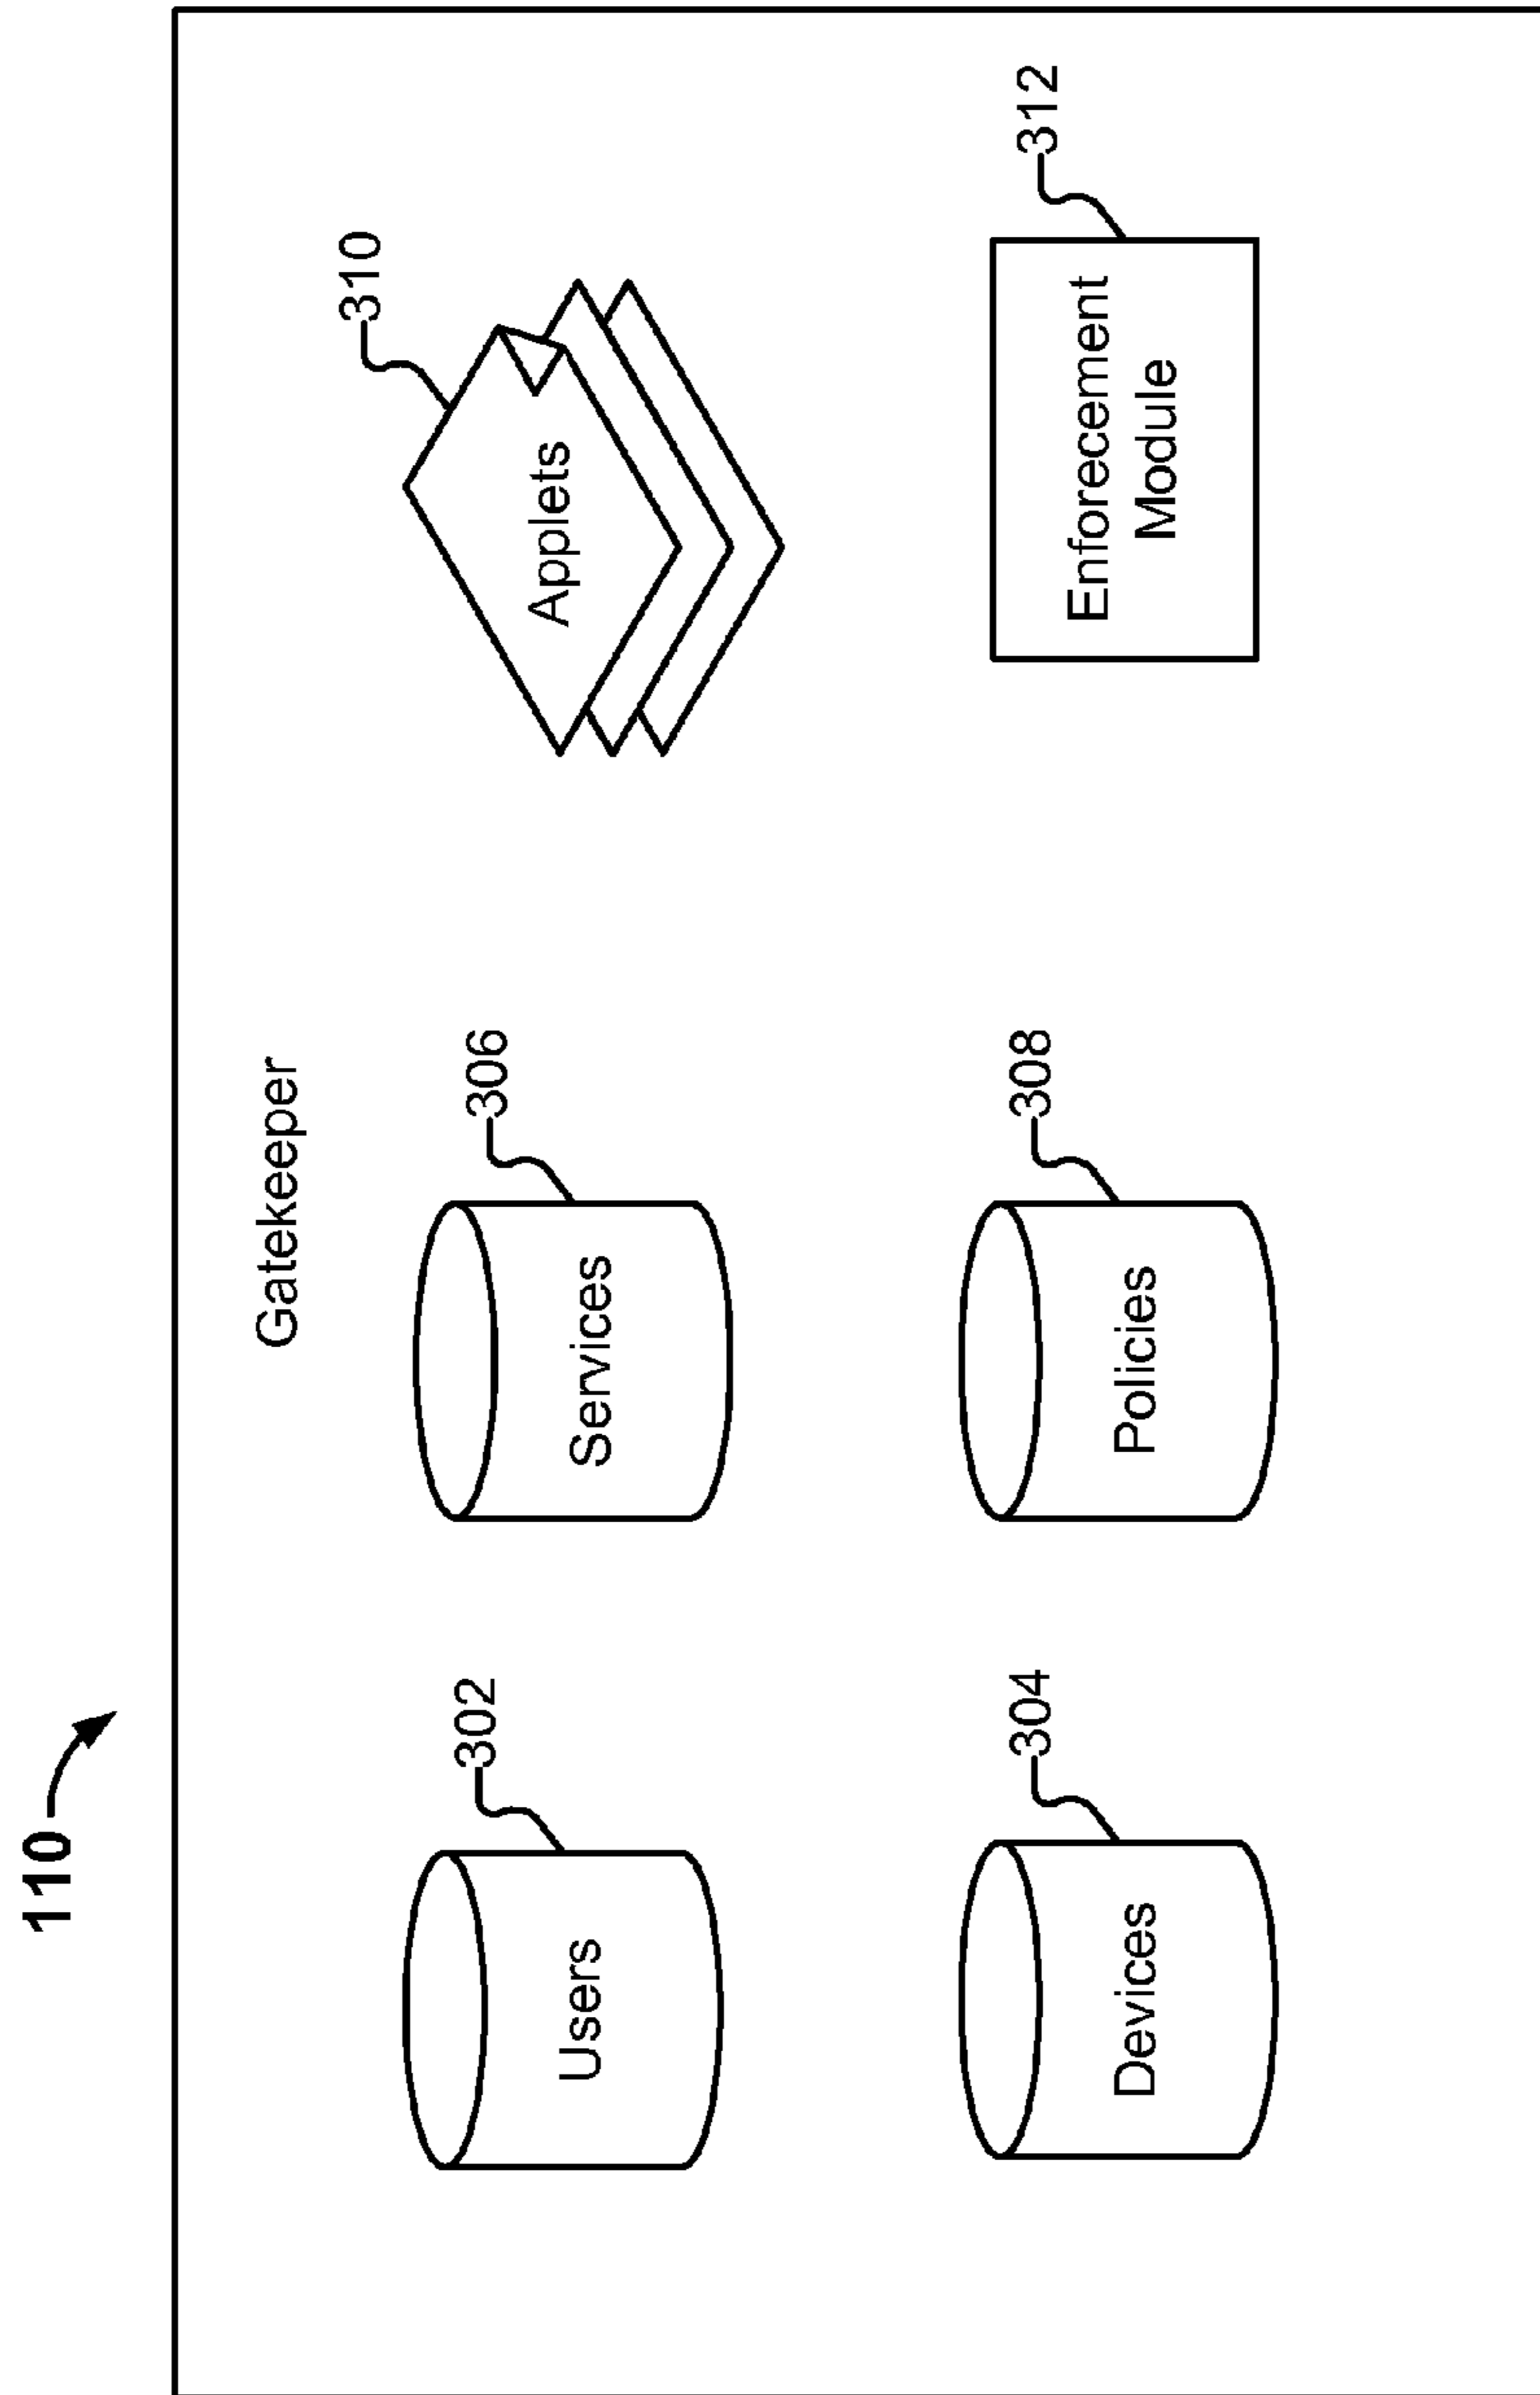 110
Gatekeeper
302
Users
306
Services
310
Applets
304
Devices
308
Policies
312
Enforecement
Module